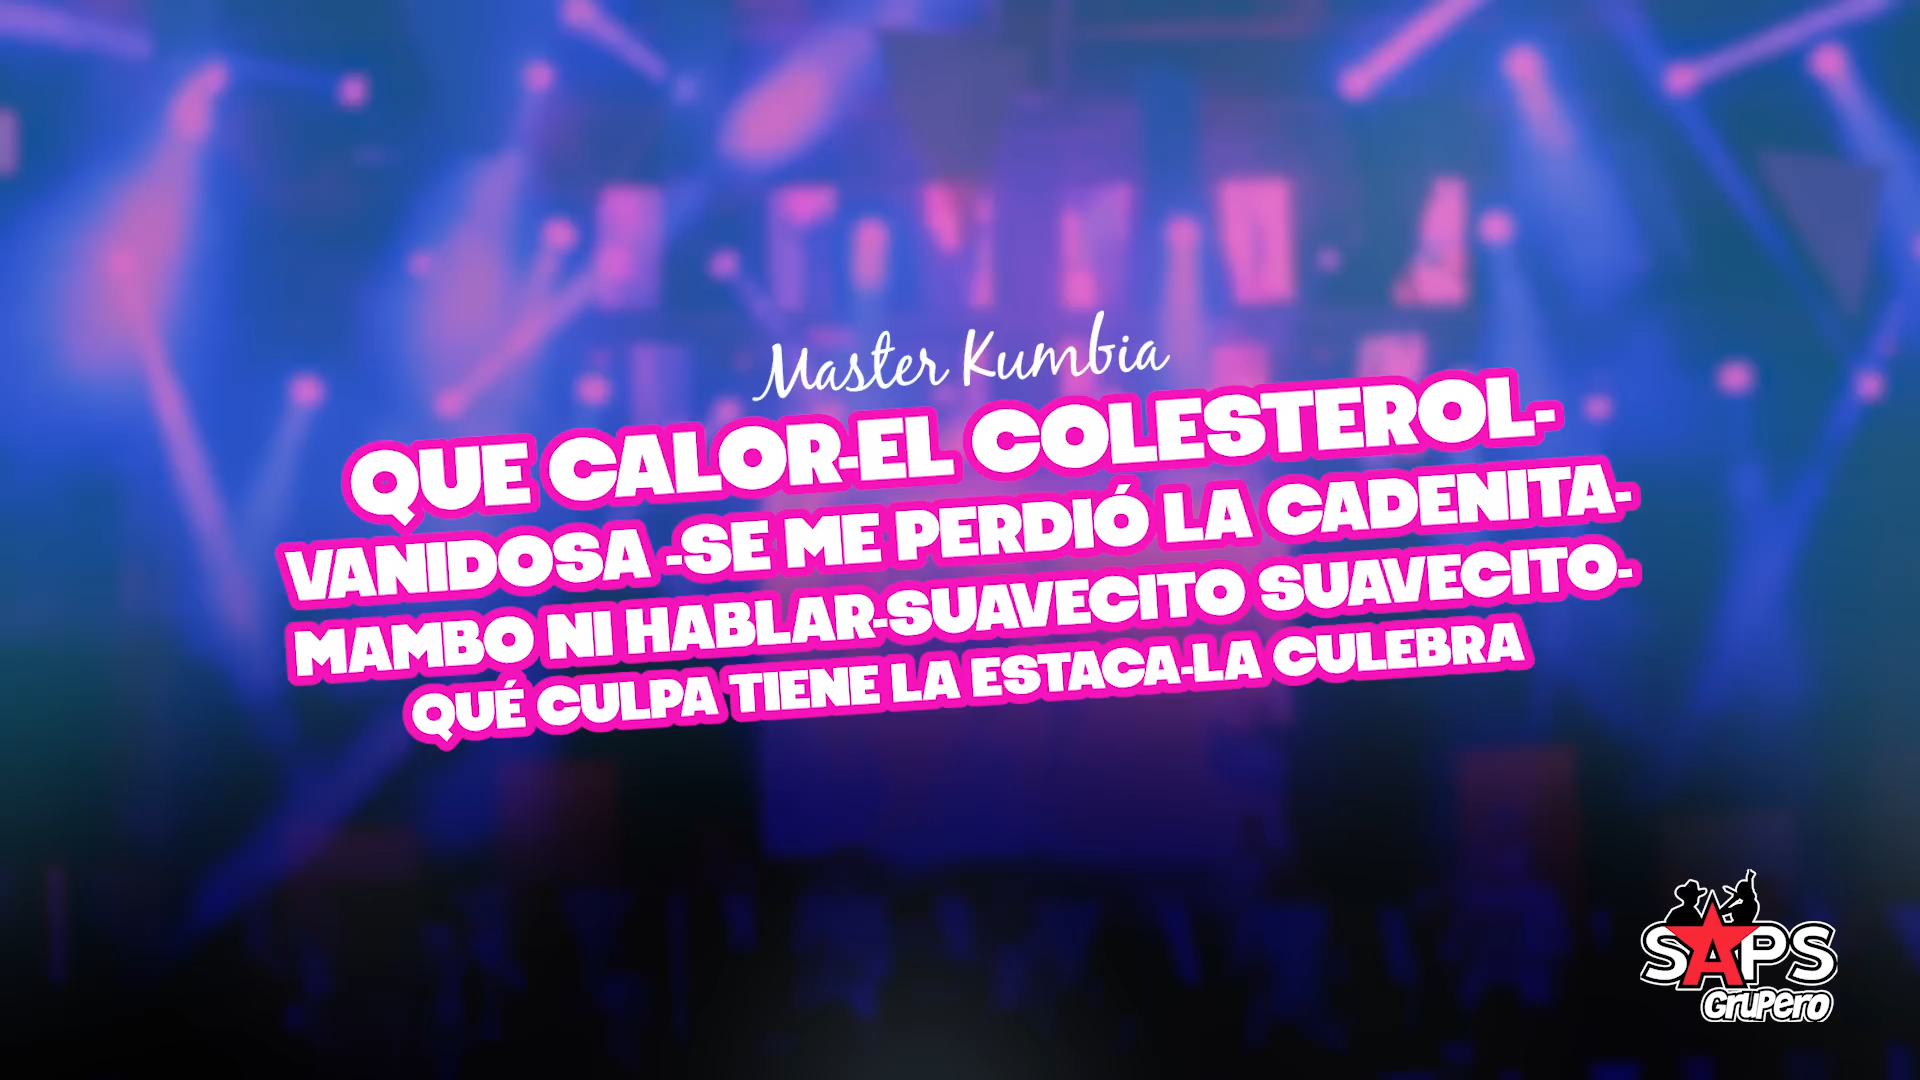 Master Kumbia
QUE CALOR-EL COLESTEROL-
VANIDOSA -SE ME PERDIÓ LA CADENITA-
MAMBO NI HABLAR-SUAVECITO SUAVECITO-
QUÉ CULPA TIENE LA ESTACA-LA CULEBRA
SAPS
GRUPERO